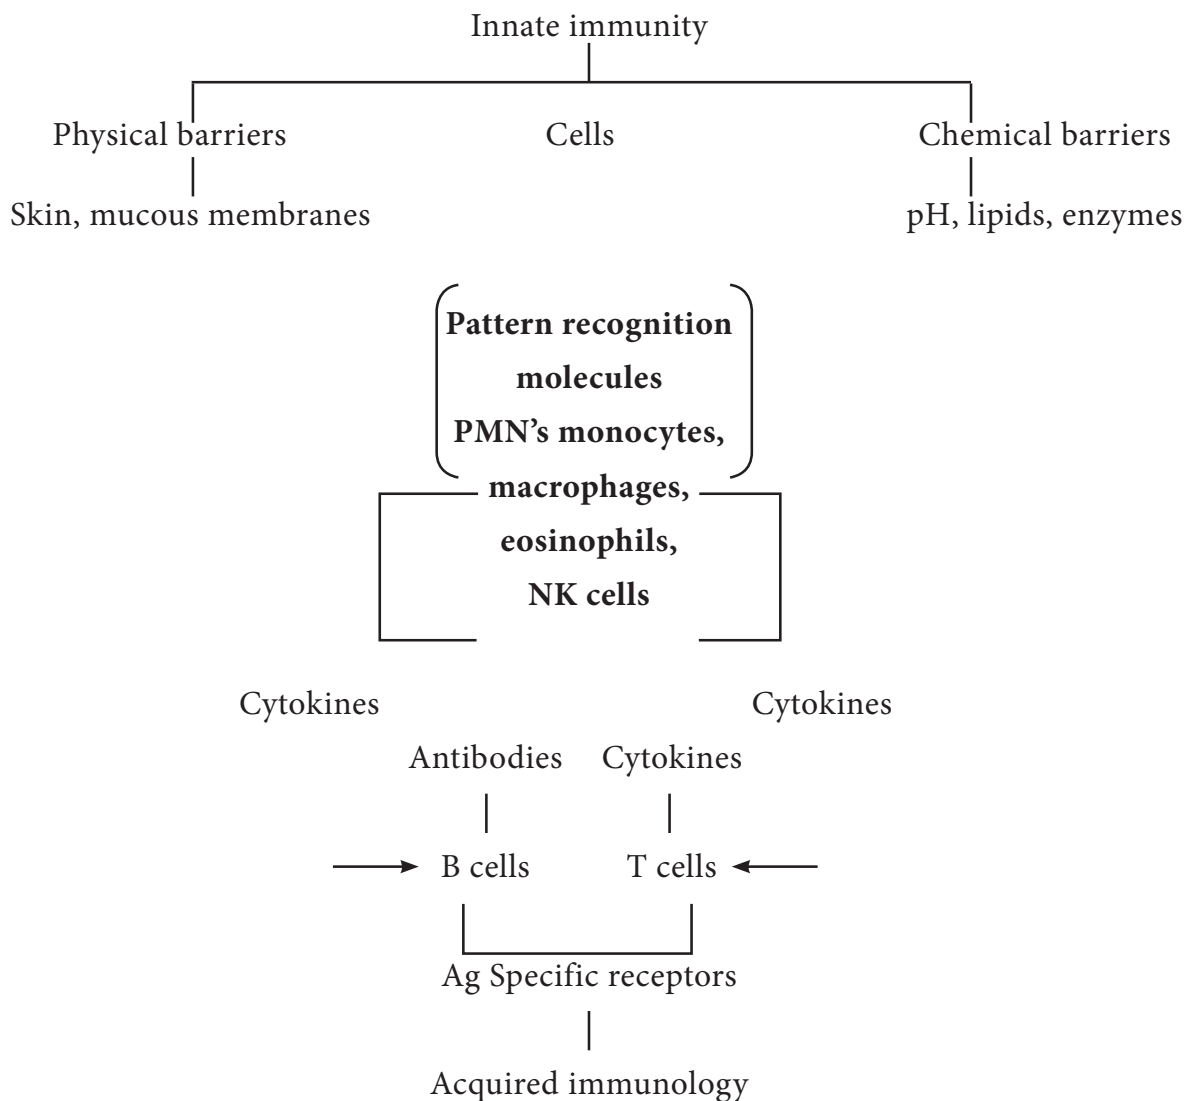 Innate immunity
Physical barriers
Cells
Chemical barriers
Skin, mucous membranes
pH, lipids, enzymes
Pattern recognition
molecules
PMN’s monocytes,
macrophages,
eosinophils,
NK cells
Cytokines
Cytokines
Antibodies
Cytokines
B cells
T cells
Ag Specific receptors
Acquired immunology